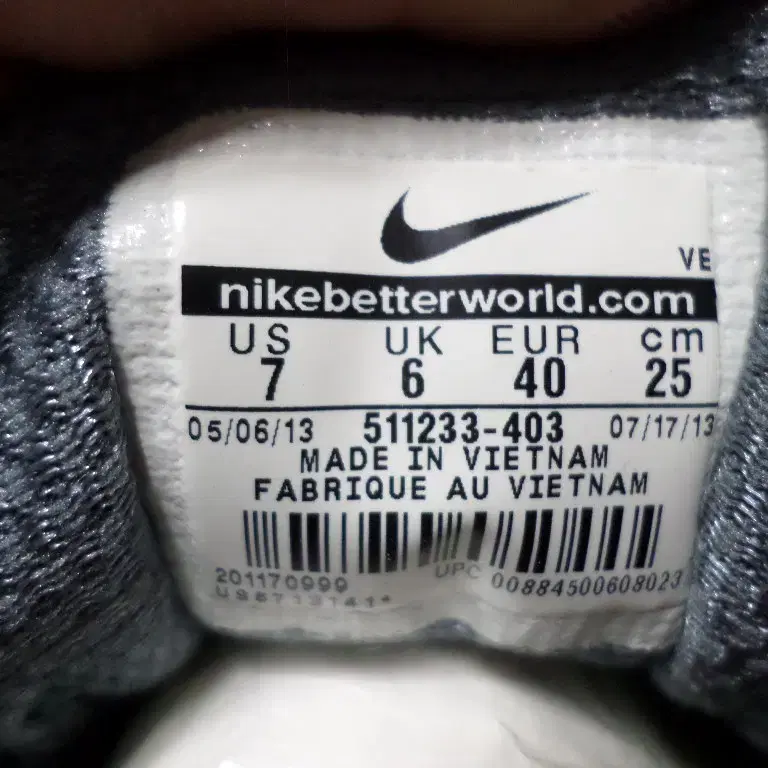 VE
nikebetterworld.com
US UK EUR cm
7 6 40 25
05/06/13 511233-403 07/17/13
MADE IN VIETNAM
FABRIQUE AU VIETNAM
201170999 UPC 00884500608023